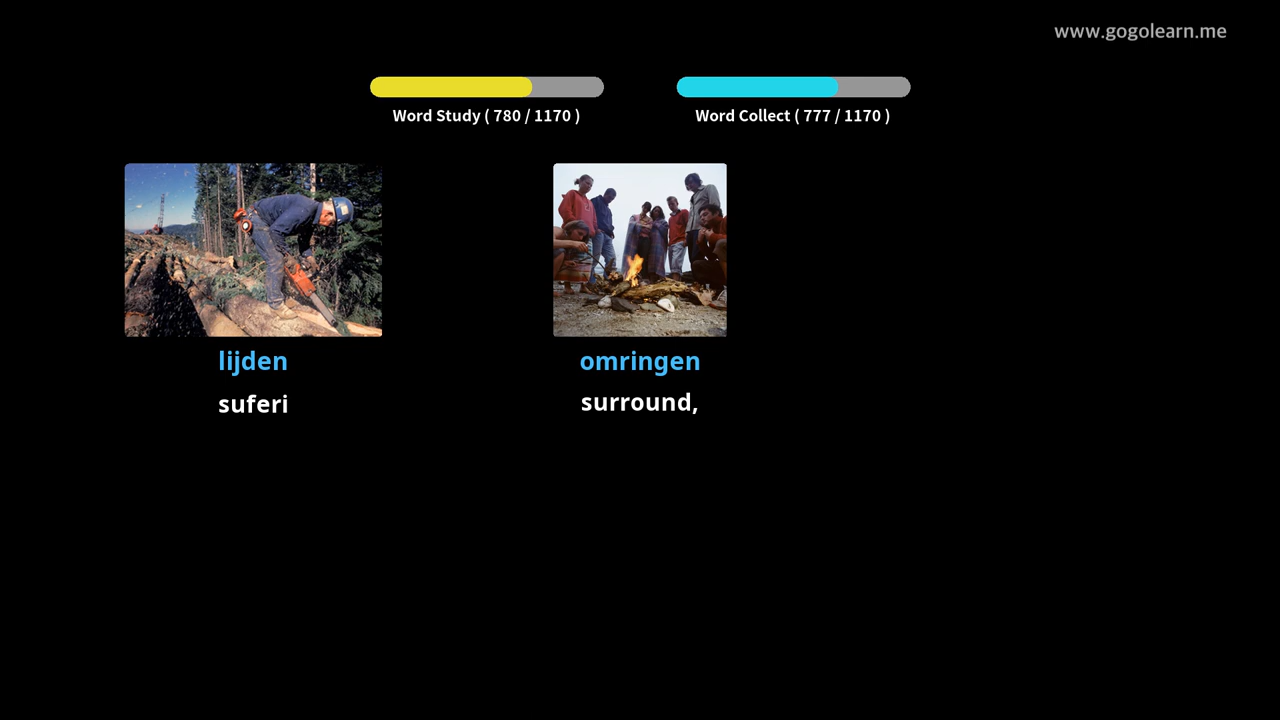 www.gogolearn.me
Word Study ( 780 / 1170 )
Word Collect ( 777 / 1170 )
lijden
suferi
omringen
surround,